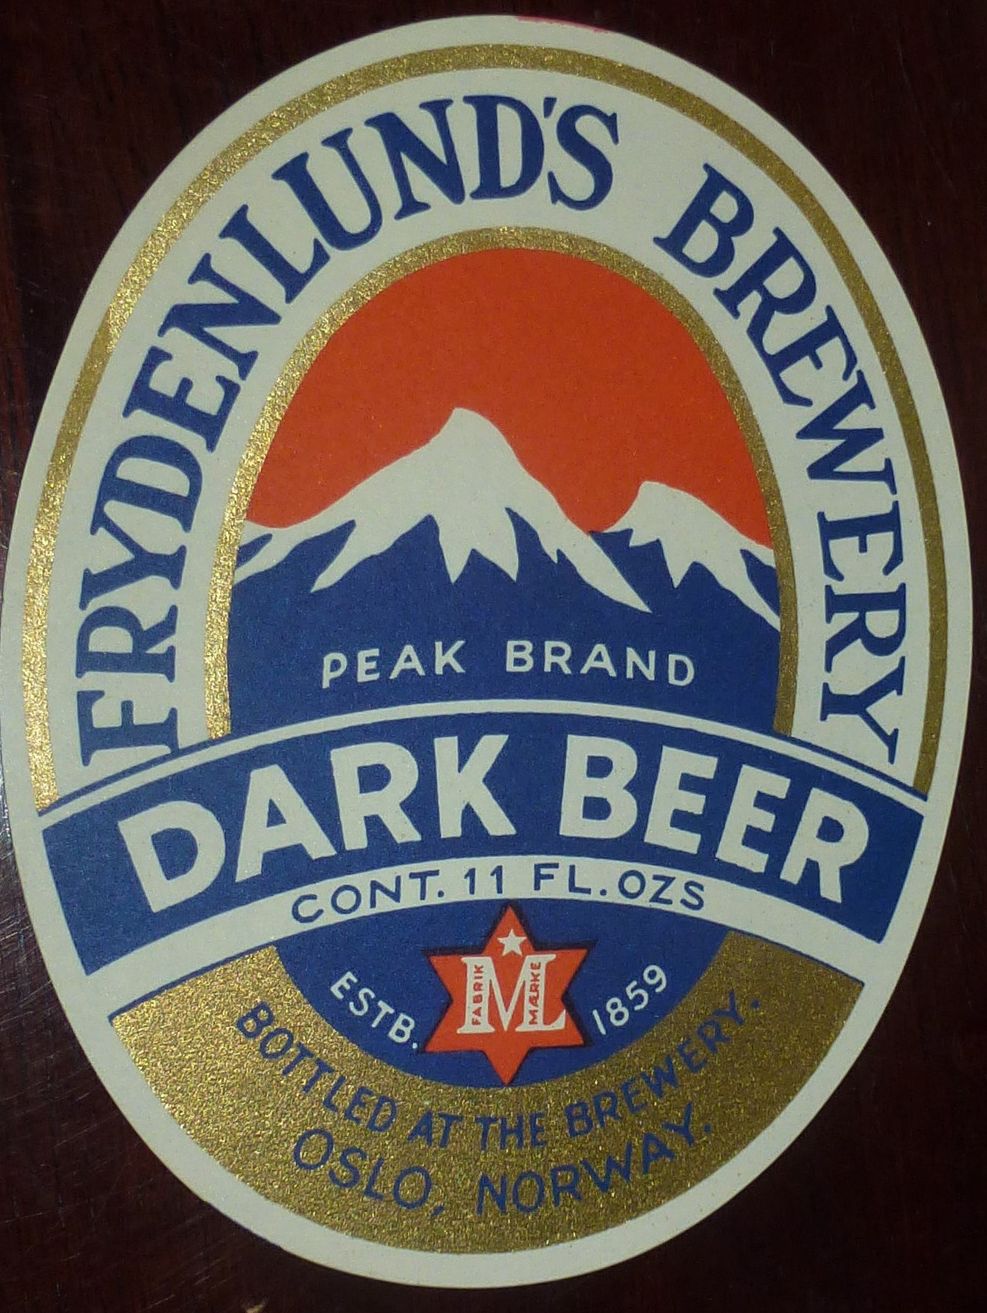 FRYDENLUND'S BREWERY
PEAK BRAND
DARK BEER
CONT. 11 FL. OZS
ESTB. 1859
FABRIK ML MÆRKE
BOTTLED AT THE BREWERY.
OSLO, NORWAY.